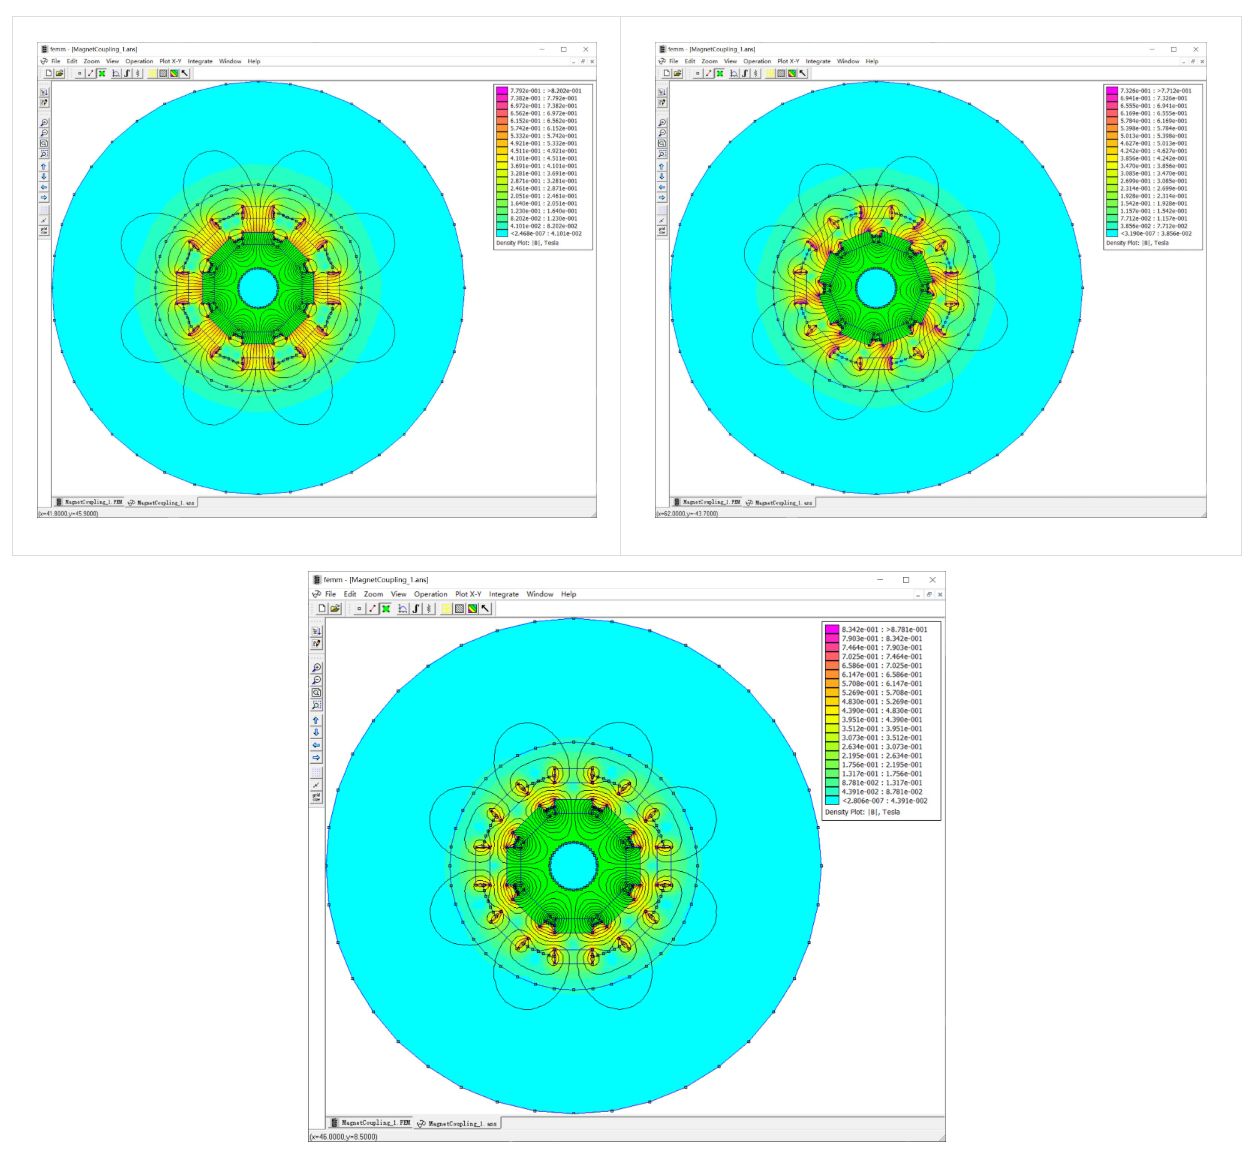 femm - [MagnetCoupling_1.ans]
File Edit Zoom View Operation Plot X-Y Integrate Window Help
7.792e-001 : >8.202e-001
7.382e-001 : 7.792e-001
6.972e-001 : 7.382e-001
6.562e-001 : 6.972e-001
6.152e-001 : 6.562e-001
5.742e-001 : 6.152e-001
5.332e-001 : 5.742e-001
4.921e-001 : 5.332e-001
4.511e-001 : 4.921e-001
4.101e-001 : 4.511e-001
3.691e-001 : 4.101e-001
3.281e-001 : 3.691e-001
2.871e-001 : 3.281e-001
2.461e-001 : 2.871e-001
2.051e-001 : 2.461e-001
1.640e-001 : 2.051e-001
1.230e-001 : 1.640e-001
8.202e-002 : 1.230e-001
4.101e-002 : 8.202e-002
<2.468e-007 : 4.101e-002
Density Plot: |B|, Tesla
MagnetCoupling_1.FEM MagnetCoupling_1.ans
(x=41.8000,y=45.9000)
femm - [MagnetCoupling_1.ans]
File Edit Zoom View Operation Plot X-Y Integrate Window Help
7.326e-001 : >7.712e-001
6.941e-001 : 7.326e-001
6.555e-001 : 6.941e-001
6.169e-001 : 6.555e-001
5.784e-001 : 6.169e-001
5.398e-001 : 5.784e-001
5.013e-001 : 5.398e-001
4.627e-001 : 5.013e-001
4.242e-001 : 4.627e-001
3.856e-001 : 4.242e-001
3.470e-001 : 3.856e-001
3.085e-001 : 3.470e-001
2.699e-001 : 3.085e-001
2.314e-001 : 2.699e-001
1.928e-001 : 2.314e-001
1.542e-001 : 1.928e-001
1.157e-001 : 1.542e-001
7.712e-002 : 1.157e-001
3.856e-002 : 7.712e-002
<3.190e-007 : 3.856e-002
Density Plot: |B|, Tesla
MagnetCoupling_1.FEM MagnetCoupling_1.ans
(x=62.0000,y=-43.7000)
femm - [MagnetCoupling_1.ans]
File Edit Zoom View Operation Plot X-Y Integrate Window Help
8.342e-001 : >8.781e-001
7.903e-001 : 8.342e-001
7.464e-001 : 7.903e-001
7.025e-001 : 7.464e-001
6.586e-001 : 7.025e-001
6.147e-001 : 6.586e-001
5.708e-001 : 6.147e-001
5.269e-001 : 5.708e-001
4.830e-001 : 5.269e-001
4.390e-001 : 4.830e-001
3.951e-001 : 4.390e-001
3.512e-001 : 3.951e-001
3.073e-001 : 3.512e-001
2.634e-001 : 3.073e-001
2.195e-001 : 2.634e-001
1.756e-001 : 2.195e-001
1.317e-001 : 1.756e-001
8.781e-002 : 1.317e-001
4.391e-002 : 8.781e-002
<2.806e-007 : 4.391e-002
Density Plot: |B|, Tesla
MagnetCoupling_1.FEM MagnetCoupling_1.ans
(x=46.0000,y=8.5000)